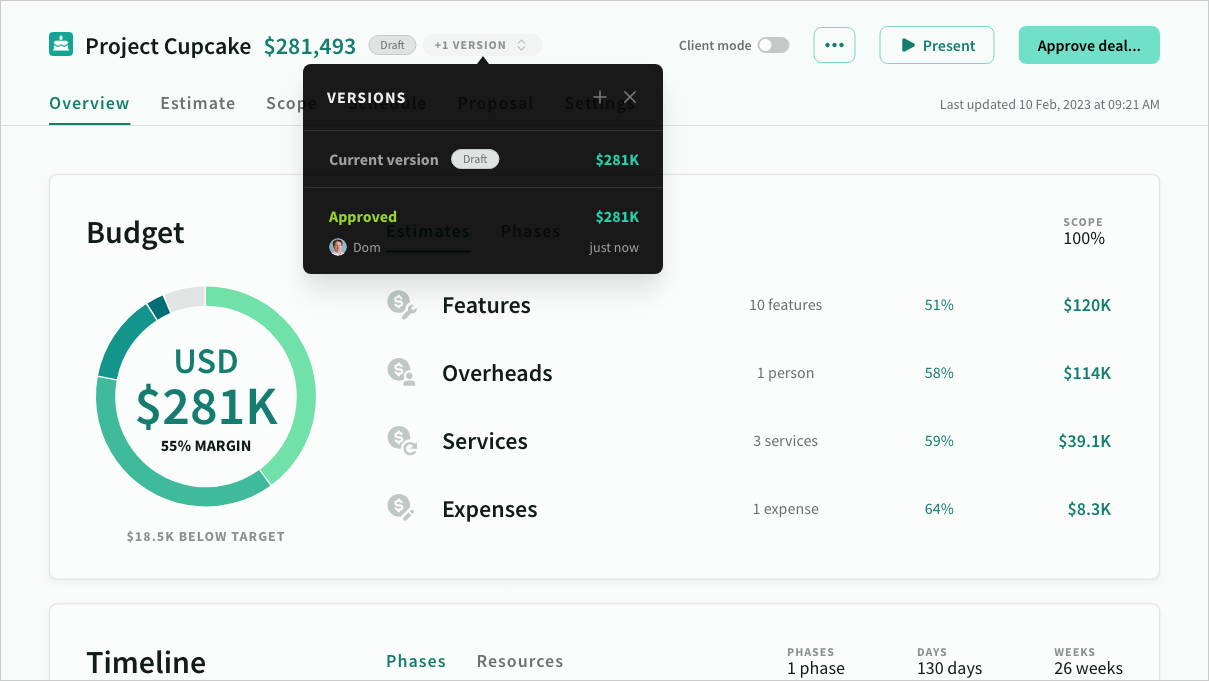 Project Cupcake $281,493 Draft +1 VERSION Client mode Present Approve deal...
Overview Estimate Scope Schedule Proposal Settings Last updated 10 Feb, 2023 at 09:21 AM
VERSIONS
Current version Draft $281K
Approved $281K
Dom just now
Budget
Estimates Phases
SCOPE
100%
USD
$281K
55% MARGIN
$18.5K BELOW TARGET
Features 10 features 51% $120K
Overheads 1 person 58% $114K
Services 3 services 59% $39.1K
Expenses 1 expense 64% $8.3K
Timeline
Phases Resources
PHASES DAYS WEEKS
1 phase 130 days 26 weeks